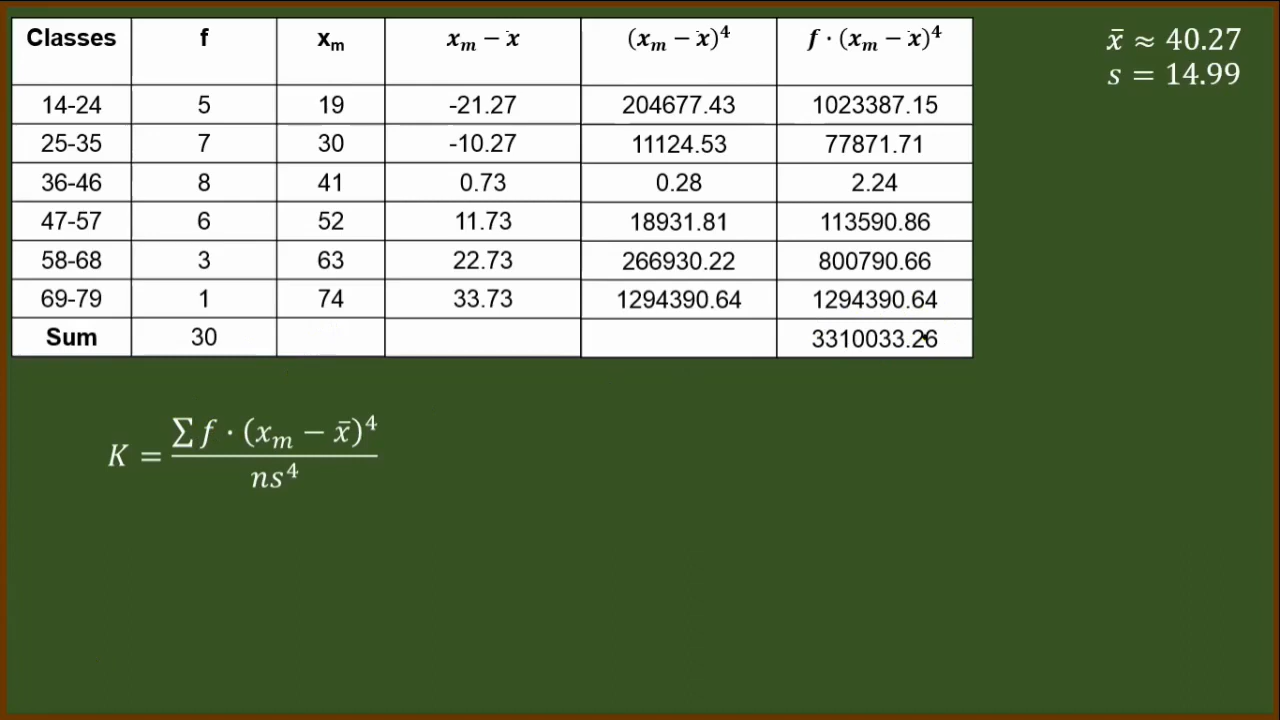 Classes f xₘ xₘ − x̄ (xₘ − x̄)⁴ f · (xₘ − x̄)⁴
14-24 5 19 -21.27 204677.43 1023387.15
25-35 7 30 -10.27 11124.53 77871.71
36-46 8 41 0.73 0.28 2.24
47-57 6 52 11.73 18931.81 113590.86
58-68 3 63 22.73 266930.22 800790.66
69-79 1 74 33.73 1294390.64 1294390.64
Sum 30 3310033.26
x̄ ≈ 40.27
s = 14.99
K = ∑ f · (xₘ − x̄)⁴ / ns⁴